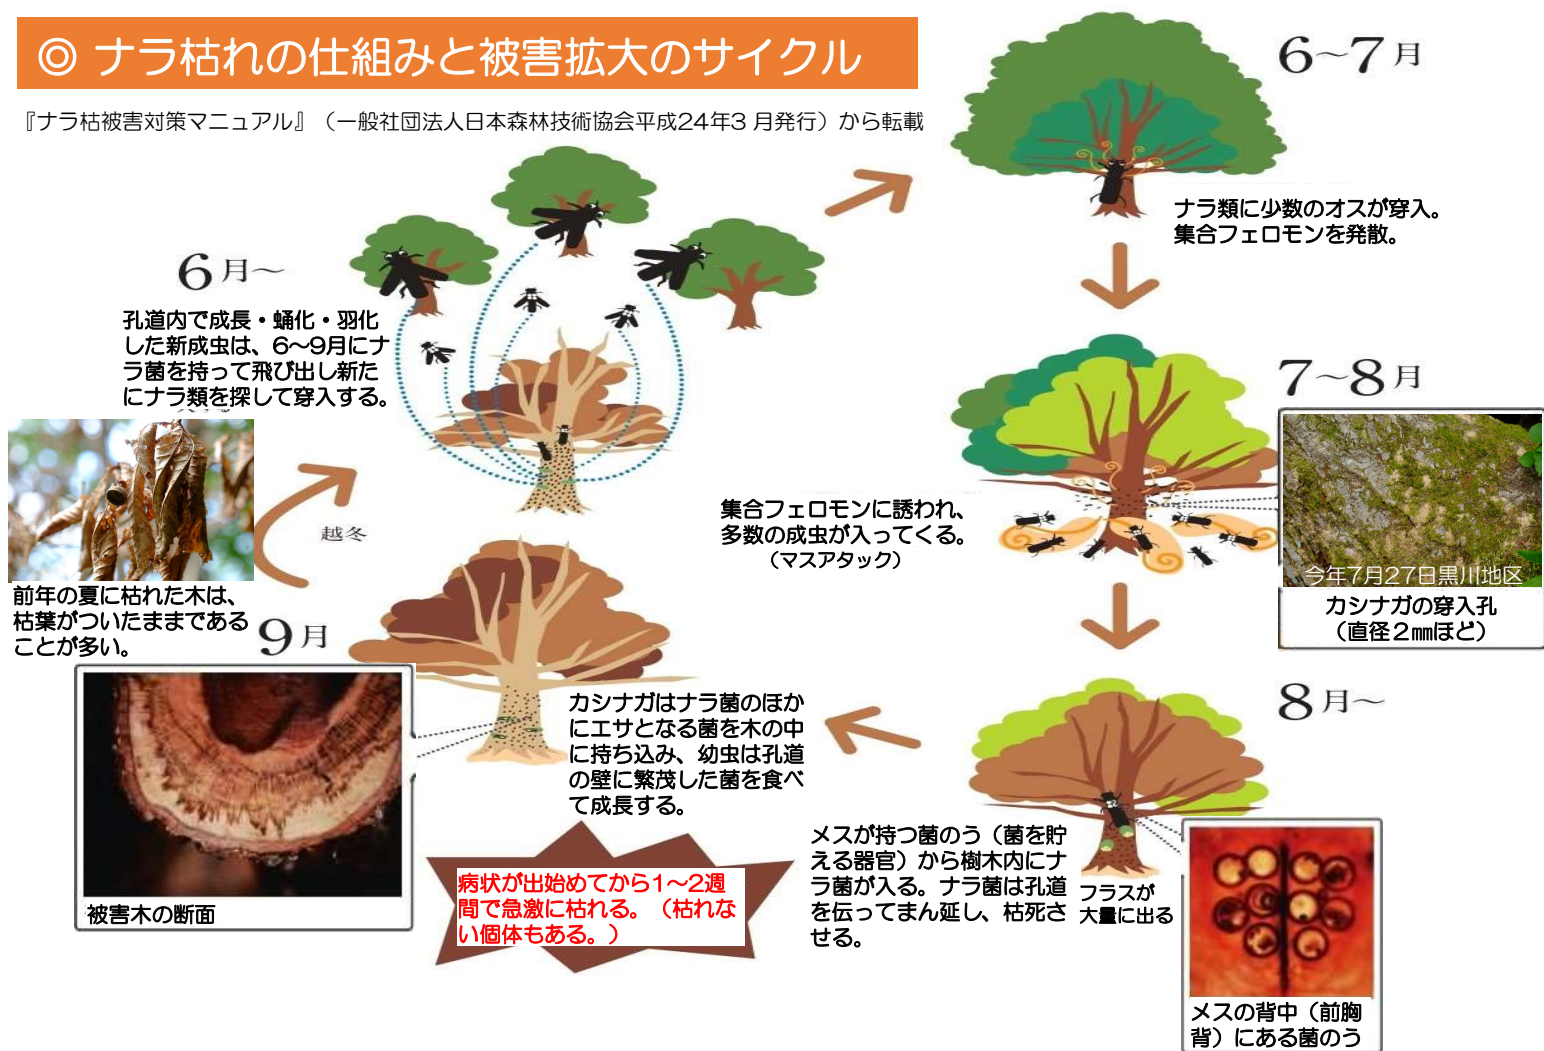 ◎ ナラ枯れの仕組みと被害拡大のサイクル
『ナラ枯被害対策マニュアル』（一般社団法人日本森林技術協会平成24年3 月発行）から転載
6～7月
ナラ類に少数のオスが穿入。
集合フェロモンを発散。
7～8月
集合フェロモンに誘われ、
多数の成虫が入ってくる。
（マスアタック）
今年7月27日黒川地区
カシナガの穿入孔
（直径２㎜ほど）
8月～
メスが持つ菌のう（菌を貯
える器官）から樹木内にナ
ラ菌が入る。ナラ菌は孔道
を伝ってまん延し、枯死さ
せる。
フラスが
大量に出る
メスの背中（前胸
背）にある菌のう
9月
カシナガはナラ菌のほか
にエサとなる菌を木の中
に持ち込み、幼虫は孔道
の壁に繁茂した菌を食べ
て成長する。
被害木の断面
病状が出始めてから1～2週
間で急激に枯れる。（枯れな
い個体もある。）
越冬
前年の夏に枯れた木は、
枯葉がついたままである
ことが多い。
6月～
孔道内で成長・蛹化・羽化
した新成虫は、6～9月にナ
ラ菌を持って飛び出し新た
にナラ類を探して穿入する。